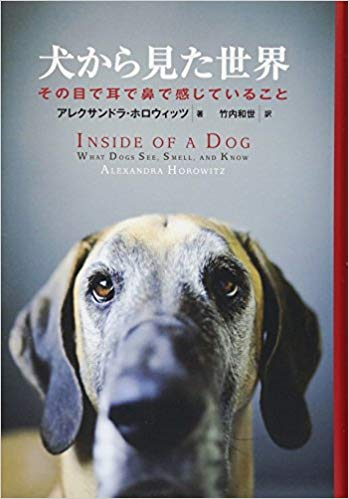 犬から見た世界
その目で耳で鼻で感じていること
アレクサンドラ・ホロウィッツ 著 竹内和世 訳
INSIDE OF A DOG
WHAT DOGS SEE, SMELL, AND KNOW
ALEXANDRA HOROWITZ